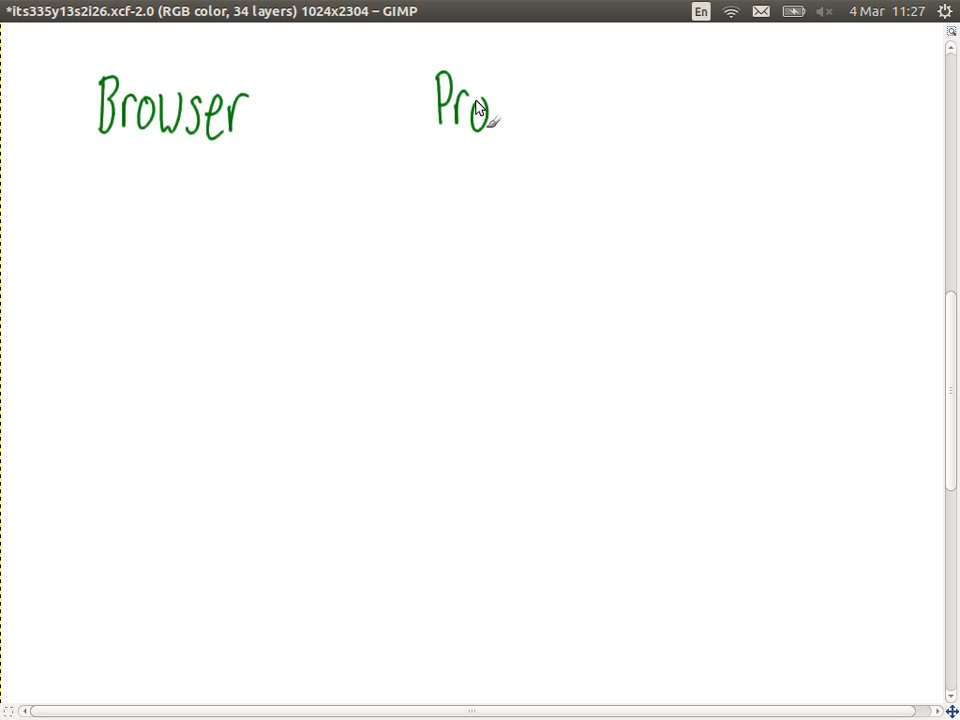 *its335y13s2i26.xcf-2.0 (RGB color, 34 layers) 1024x2304 – GIMP
En
4 Mar 11:27
Browser Pro